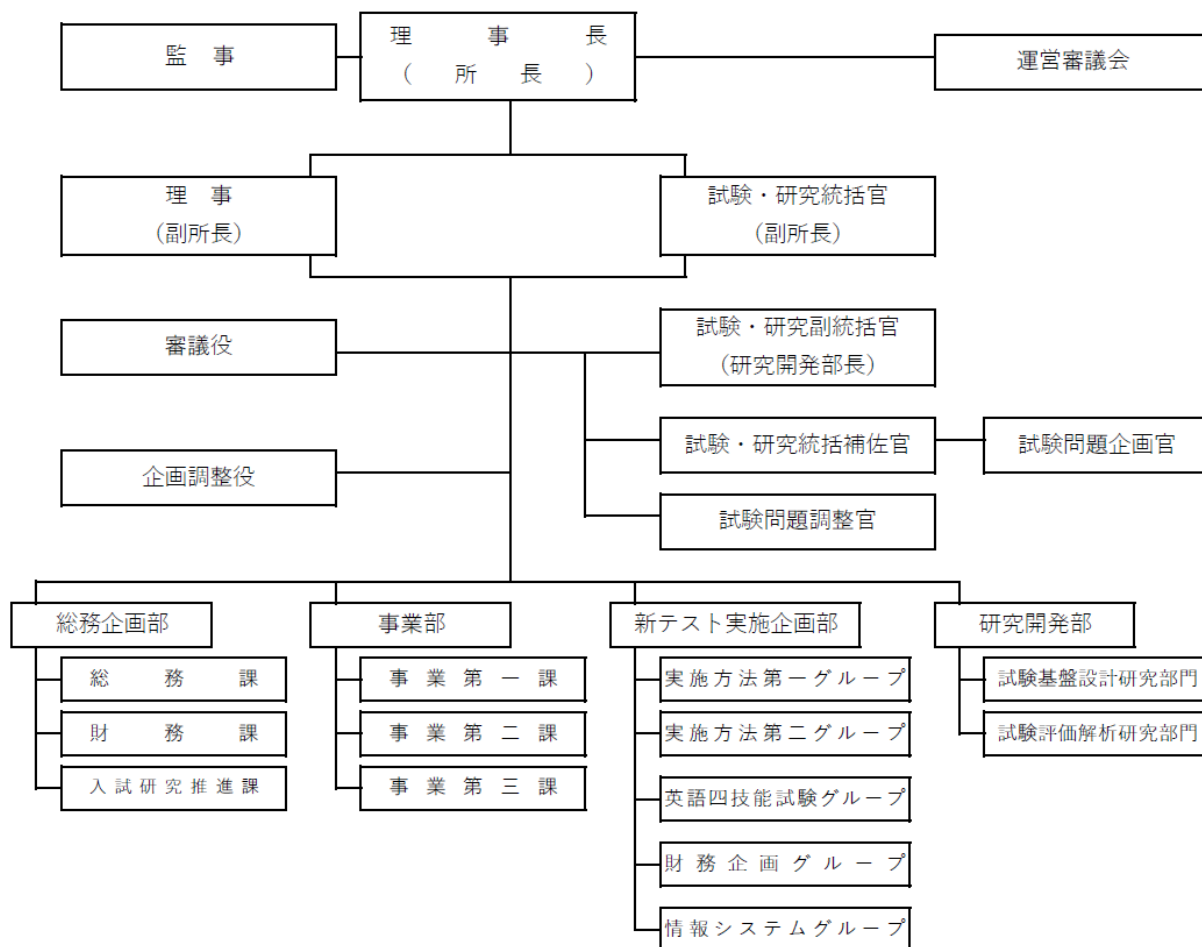 監 事
理 事 長
( 所 長 )
運営審議会
理 事
(副所長)
試験・研究統括官
(副所長)
審議役
試験・研究副統括官
(研究開発部長)
試験・研究統括補佐官
試験問題企画官
企画調整役
試験問題調整官
総務企画部
事業部
新テスト実施企画部
研究開発部
総 務 課
事 業 第 一 課
実施方法第一グループ
試験基盤設計研究部門
財 務 課
事 業 第 二 課
実施方法第二グループ
試験評価解析研究部門
入試研究推進課
事 業 第 三 課
英語四技能試験グループ
財務企画グループ
情報システムグループ